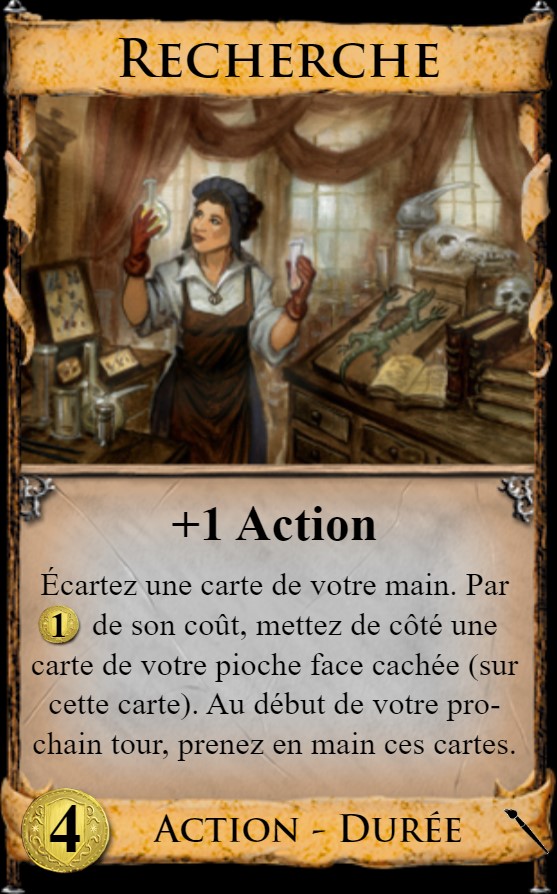 Recherche
+1 Action
Écartez une carte de votre main. Par
1 de son coût, mettez de côté une
carte de votre pioche face cachée (sur
cette carte). Au début de votre pro-
chain tour, prenez en main ces cartes.
4 Action - Durée